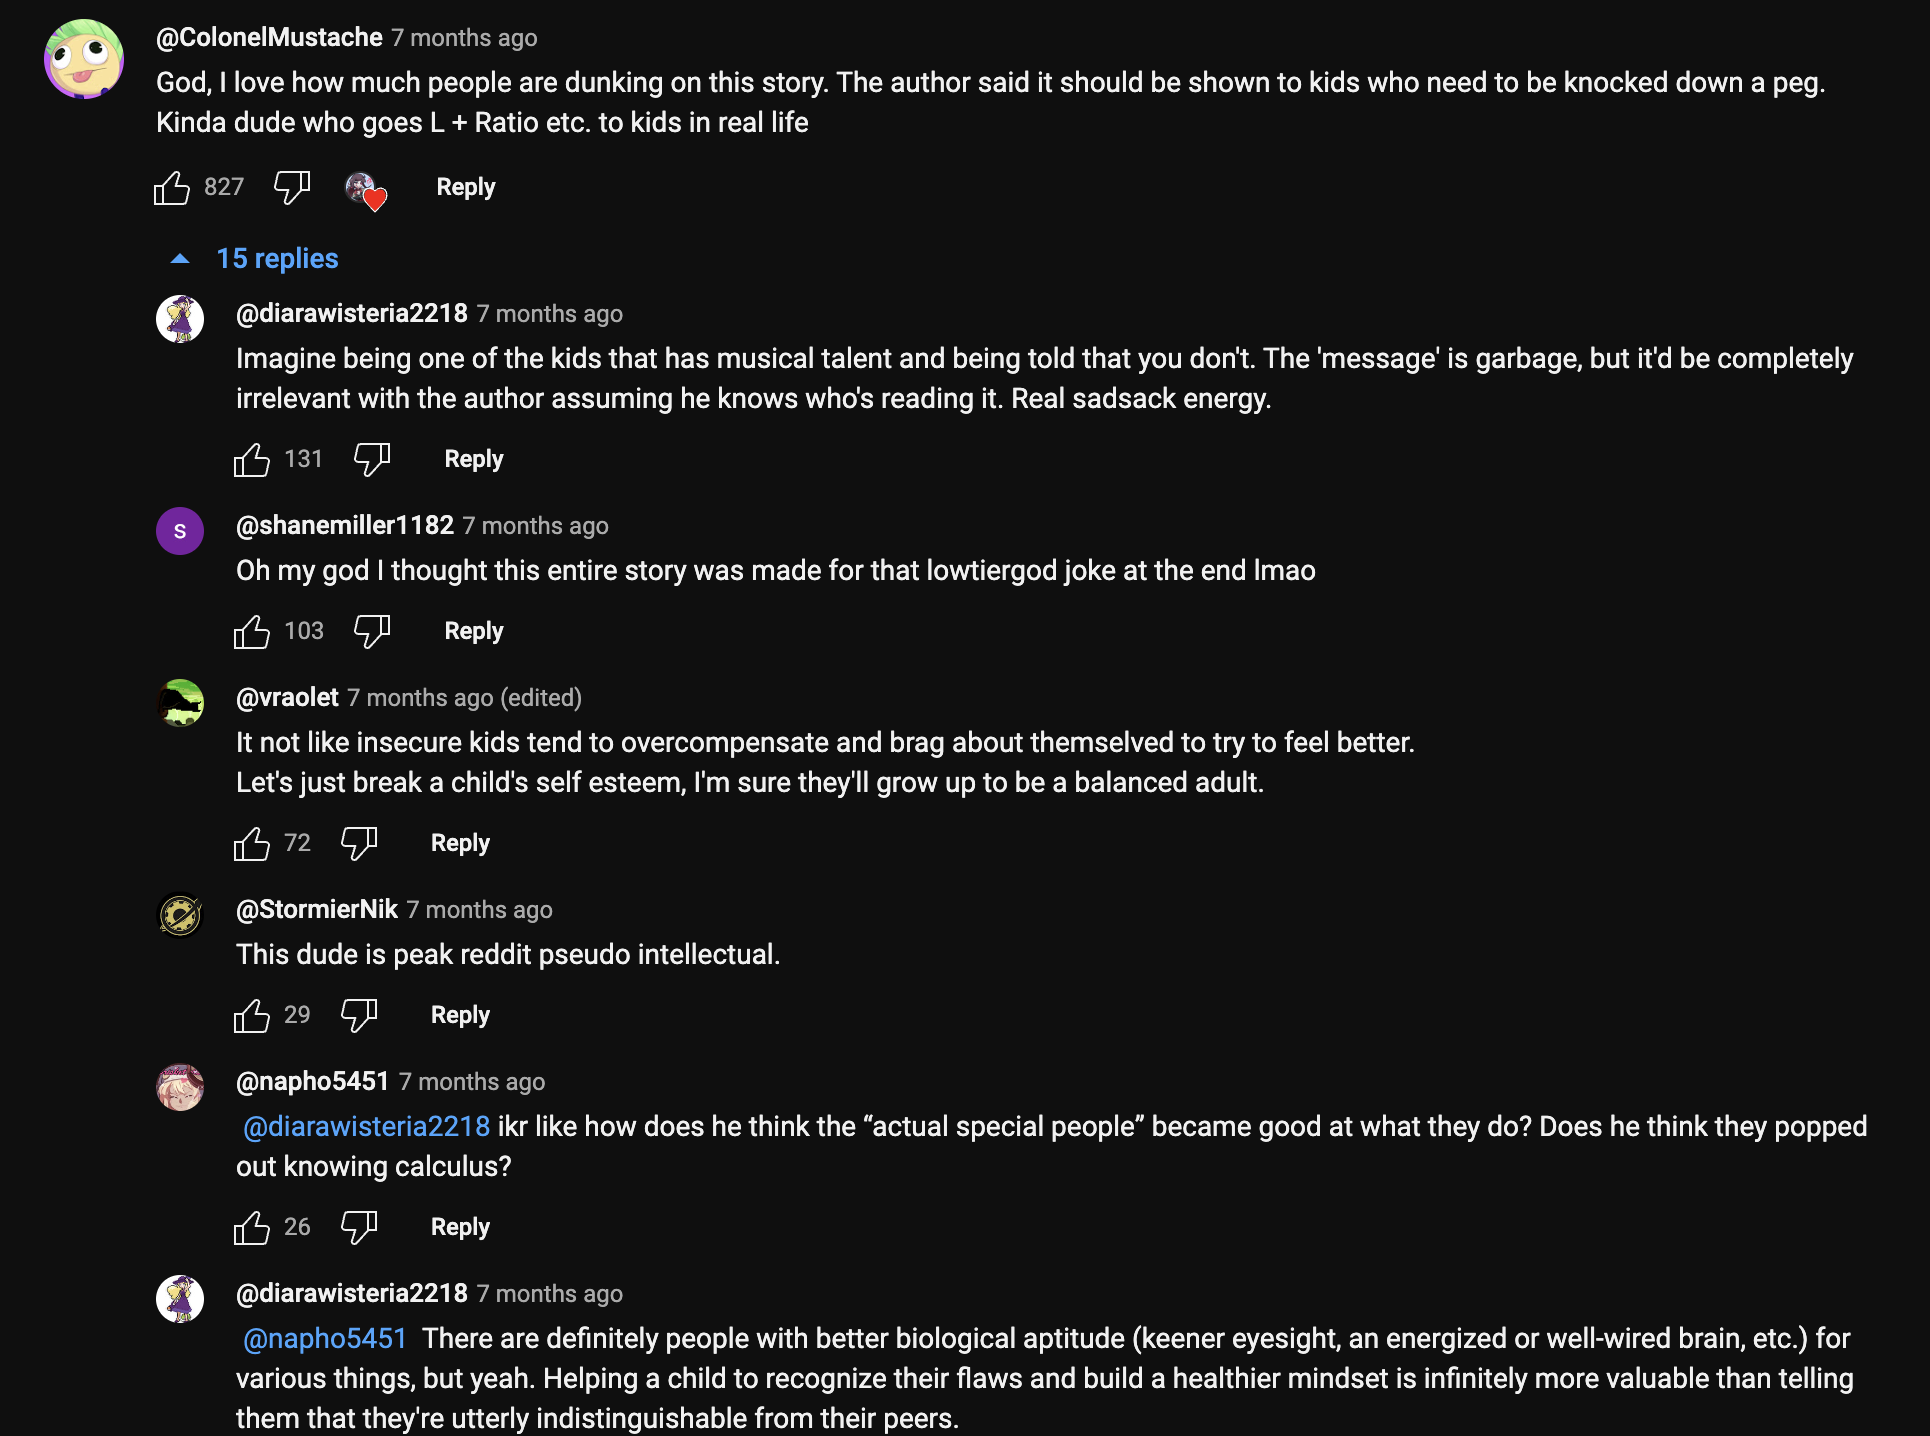 @ColonelMustache 7 months ago
God, I love how much people are dunking on this story. The author said it should be shown to kids who need to be knocked down a peg.
Kinda dude who goes L + Ratio etc. to kids in real life
827 Reply
15 replies
@diarawisteria2218 7 months ago
Imagine being one of the kids that has musical talent and being told that you don't. The 'message' is garbage, but it'd be completely
irrelevant with the author assuming he knows who's reading it. Real sadsack energy.
131 Reply
S
@shanemiller1182 7 months ago
Oh my god I thought this entire story was made for that lowtiergod joke at the end lmao
103 Reply
@vraolet 7 months ago (edited)
It not like insecure kids tend to overcompensate and brag about themselved to try to feel better.
Let's just break a child's self esteem, I'm sure they'll grow up to be a balanced adult.
72 Reply
@StormierNik 7 months ago
This dude is peak reddit pseudo intellectual.
29 Reply
@napho5451 7 months ago
@diarawisteria2218 ikr like how does he think the “actual special people” became good at what they do? Does he think they popped
out knowing calculus?
26 Reply
@diarawisteria2218 7 months ago
@napho5451 There are definitely people with better biological aptitude (keener eyesight, an energized or well-wired brain, etc.) for
various things, but yeah. Helping a child to recognize their flaws and build a healthier mindset is infinitely more valuable than telling
them that they're utterly indistinguishable from their peers.